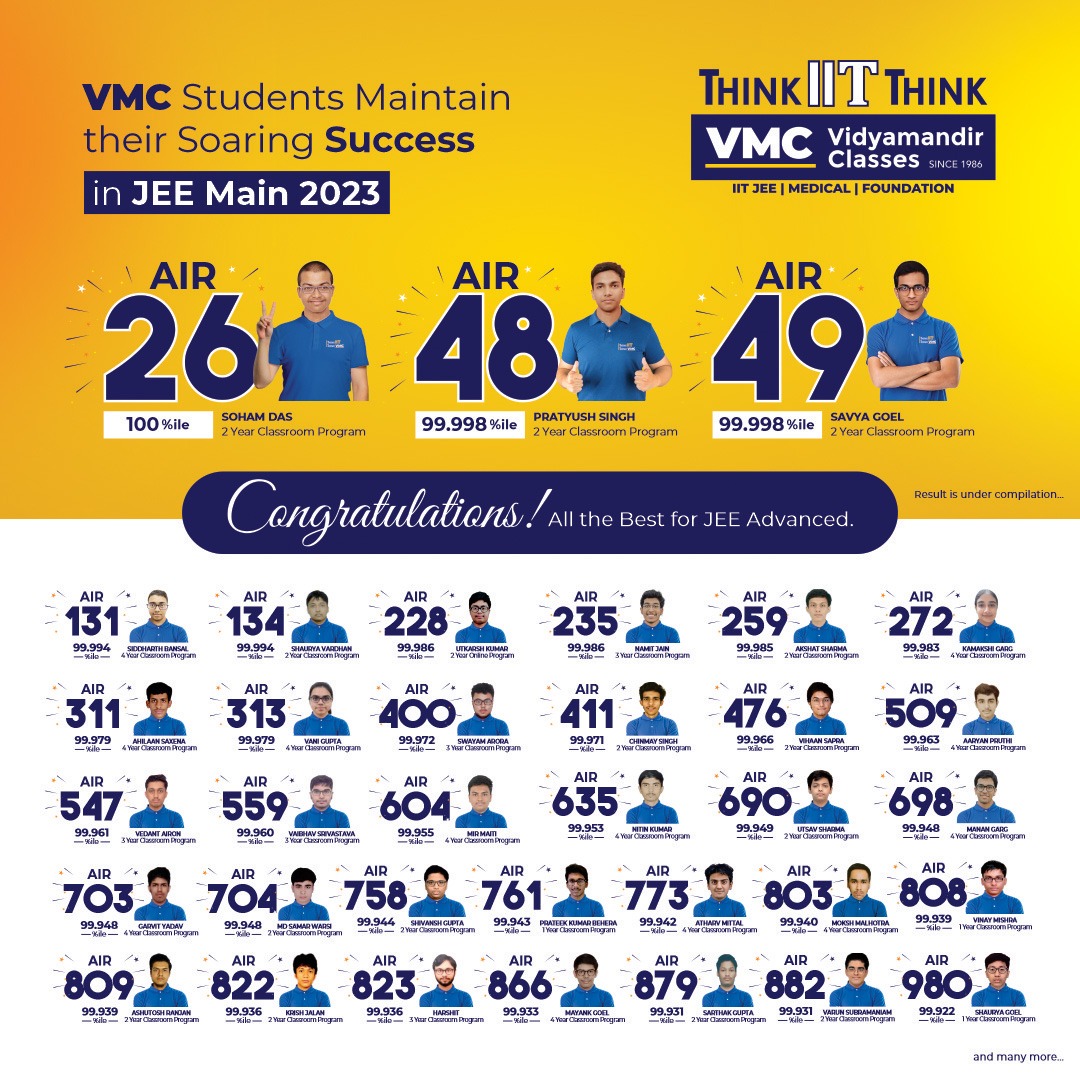 VMC Students Maintain
their Soaring Success
in JEE Main 2023
THINK IIT THINK
VMC Vidyamandir
Classes SINCE 1986
IIT JEE | MEDICAL | FOUNDATION
AIR
26
100 %ile
SOHAM DAS
2 Year Classroom Program
AIR
48
99.998 %ile
PRATYUSH SINGH
2 Year Classroom Program
AIR
49
99.998 %ile
SAVYA GOEL
2 Year Classroom Program
Result is under compilation...
Congratulations! All the Best for JEE Advanced.
AIR
131
99.994
%ile
SIDDHARTH BANSAL
4 Year Classroom Program
AIR
134
99.994
%ile
SHAURYA VARDHAN
2 Year Classroom Program
AIR
228
99.986
%ile
UTKARSH KUMAR
2 Year Online Program
AIR
235
99.986
%ile
NAMIT JAIN
3 Year Classroom Program
AIR
259
99.985
%ile
AKSHAT SHARMA
2 Year Classroom Program
AIR
272
99.983
%ile
KAMAKSHI GARG
4 Year Classroom Program
AIR
311
99.979
%ile
AHILAAN SAXENA
4 Year Classroom Program
AIR
313
99.979
%ile
VANI GUPTA
4 Year Classroom Program
AIR
400
99.972
%ile
SWAYAM ARORA
3 Year Classroom Program
AIR
411
99.971
%ile
CHINMAY SINGH
2 Year Classroom Program
AIR
476
99.966
%ile
VIHAAN SAPRA
2 Year Classroom Program
AIR
509
99.963
%ile
AARYAN PRUTHI
4 Year Classroom Program
AIR
547
99.961
%ile
VEDANT AIRON
3 Year Classroom Program
AIR
559
99.960
%ile
VAIBHAV SRIVASTAVA
3 Year Classroom Program
AIR
604
99.955
%ile
MIR MAITI
4 Year Classroom Program
AIR
635
99.953
%ile
NITIN KUMAR
4 Year Classroom Program
AIR
690
99.949
%ile
UTSAV SHARMA
2 Year Classroom Program
AIR
698
99.948
%ile
MANAN GARG
4 Year Classroom Program
AIR
703
99.948
%ile
GARVIT YADAV
4 Year Classroom Program
AIR
704
99.948
%ile
MD SAMAR WARSI
2 Year Classroom Program
AIR
758
99.944
%ile
SHIVANSH GUPTA
2 Year Classroom Program
AIR
761
99.943
%ile
PRATEEK KUMAR BEHERA
1 Year Classroom Program
AIR
773
99.942
%ile
ATHARV MITTAL
4 Year Classroom Program
AIR
803
99.940
%ile
MOKSH MALHOTRA
4 Year Classroom Program
AIR
808
99.939
%ile
VINAY MISHRA
1 Year Classroom Program
AIR
809
99.939
%ile
ASHUTOSH RANJAN
2 Year Classroom Program
AIR
822
99.936
%ile
KRISH JALAN
2 Year Classroom Program
AIR
823
99.936
%ile
HARSHIT
3 Year Classroom Program
AIR
866
99.933
%ile
MAYANK GOEL
4 Year Classroom Program
AIR
879
99.931
%ile
SARTHAK GUPTA
2 Year Classroom Program
AIR
882
99.931
%ile
VARUN SUBRAMANIAM
2 Year Classroom Program
AIR
980
99.922
%ile
SHAURYA GOEL
1 Year Classroom Program
and many more...